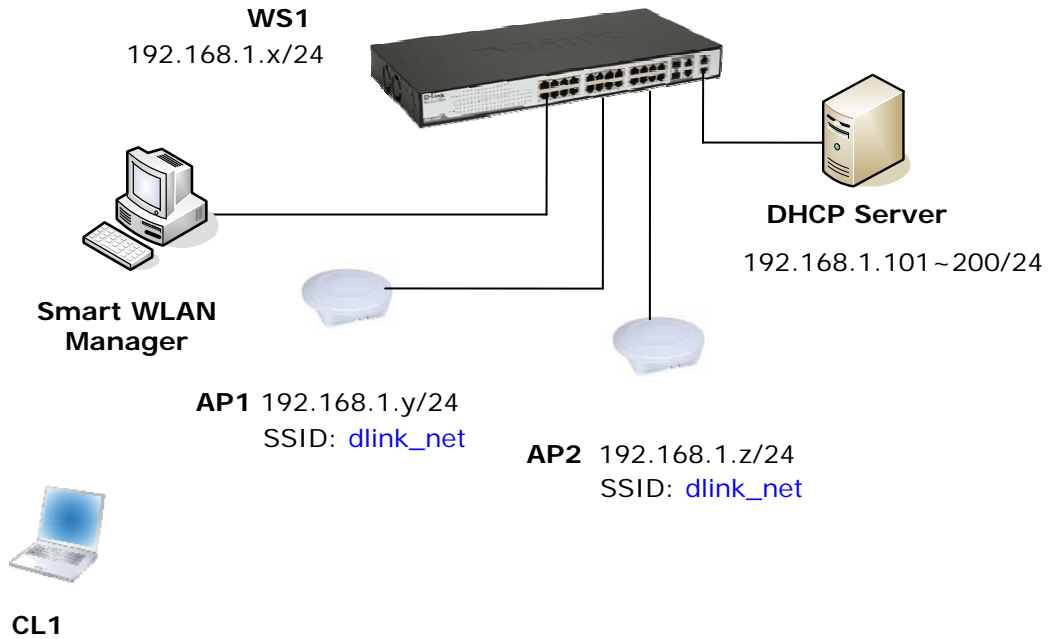 WS1
192.168.1.x/24
D-Link
DHCP Server
192.168.1.101~200/24
Smart WLAN
Manager
AP1 192.168.1.y/24
SSID: dlink_net
AP2 192.168.1.z/24
SSID: dlink_net
CL1